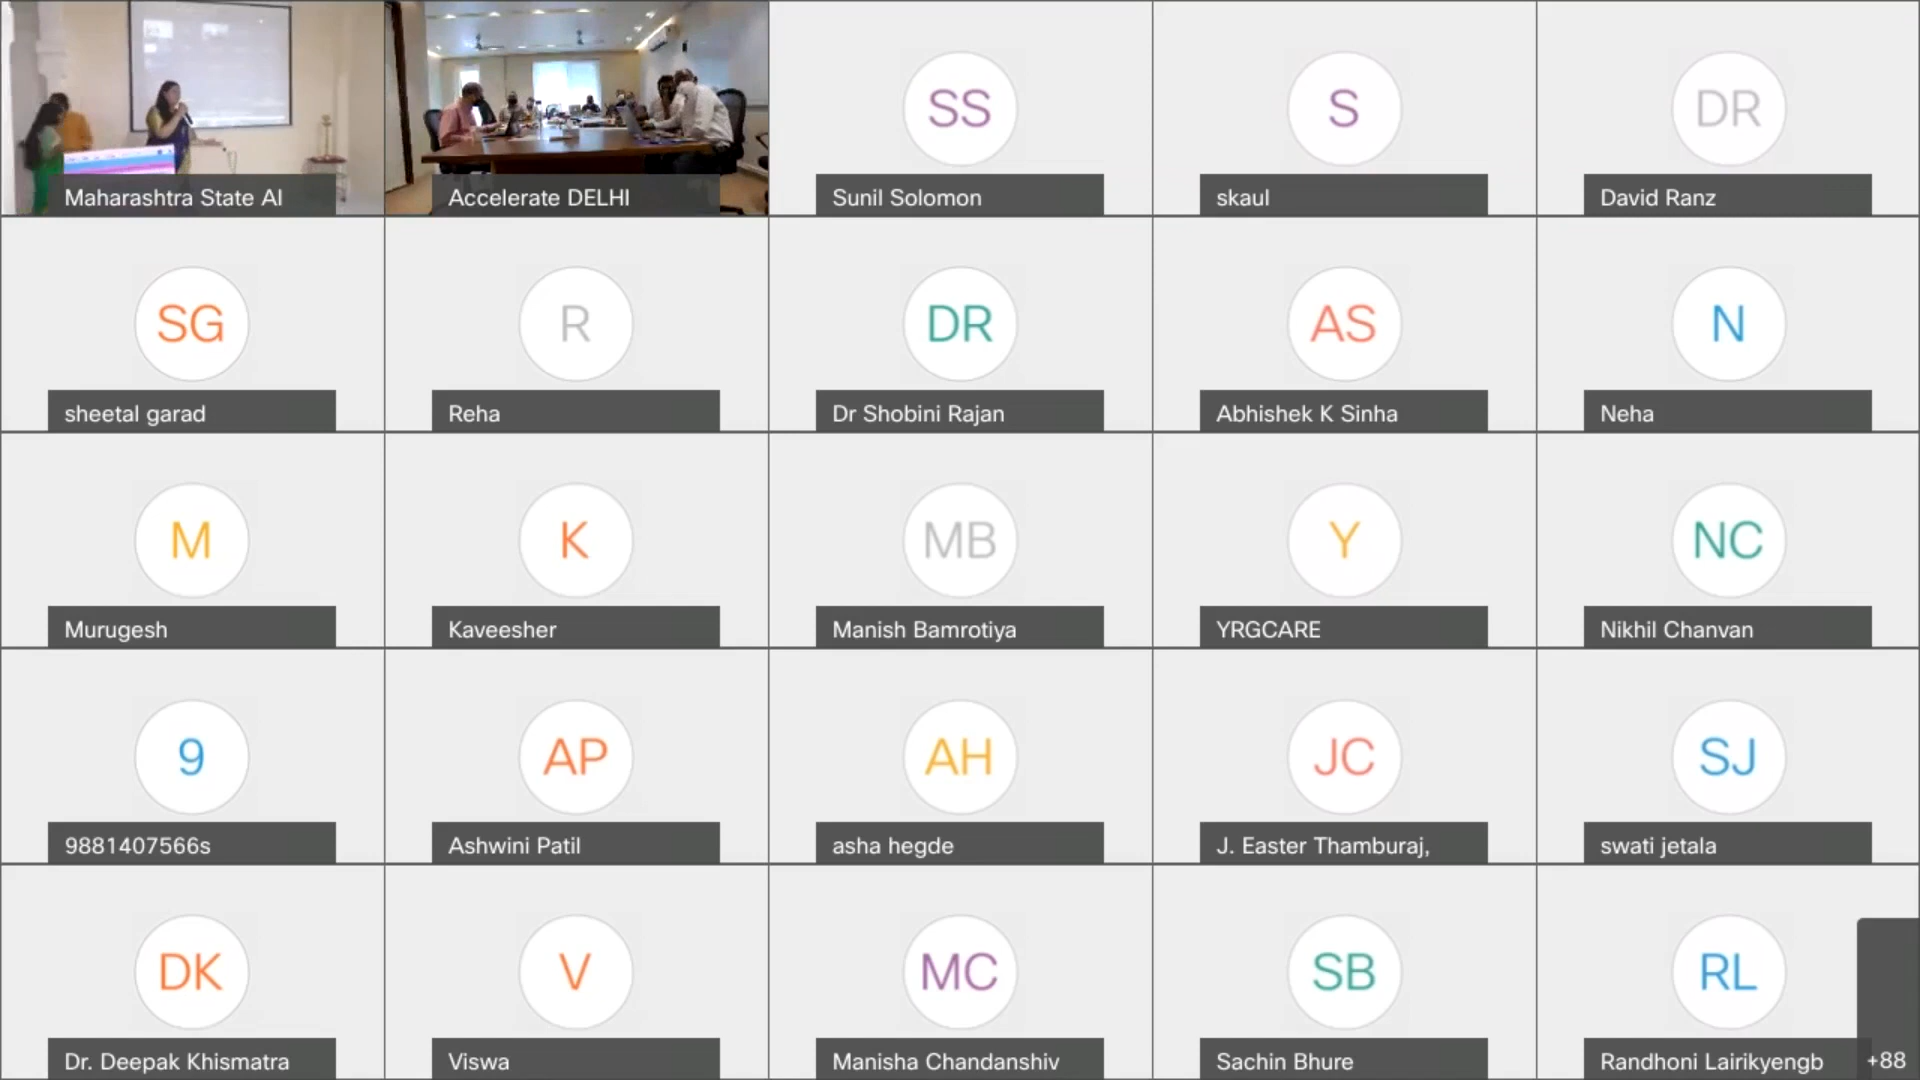 Maharashtra State AI
Accelerate DELHI
SS
Sunil Solomon
S
skaul
DR
David Ranz
SG
sheetal garad
R
Reha
DR
Dr Shobini Rajan
AS
Abhishek K Sinha
N
Neha
M
Murugesh
K
Kaveesher
MB
Manish Bamrotiya
Y
YRGCARE
NC
Nikhil Chanvan
9
9881407566s
AP
Ashwini Patil
AH
asha hegde
JC
J. Easter Thamburaj,
SJ
swati jetala
DK
Dr. Deepak Khismatra
V
Viswa
MC
Manisha Chandanshiv
SB
Sachin Bhure
RL
Randhoni Lairikyengb
+88